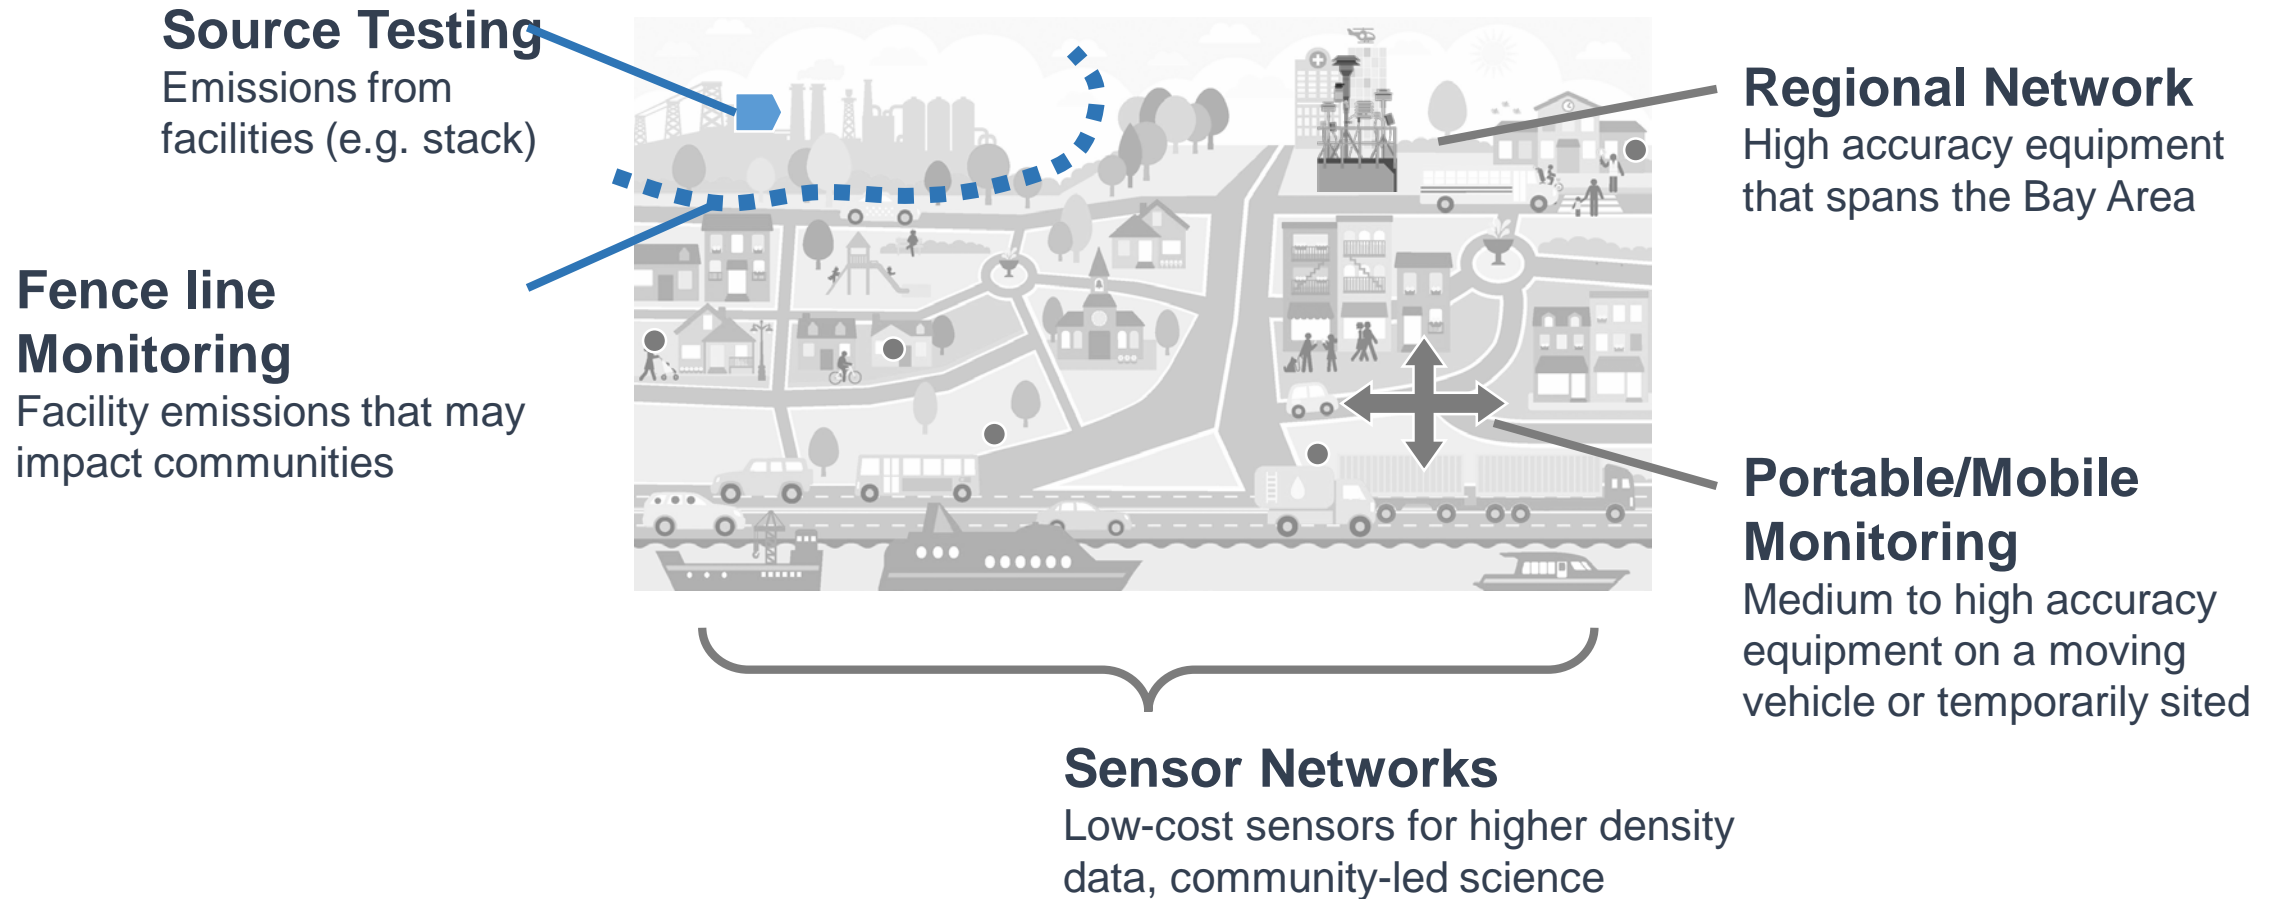 Source Testing
Emissions from
facilities (e.g. stack)
Fence line
Monitoring
Facility emissions that may
impact communities
Regional Network
High accuracy equipment
that spans the Bay Area
Portable/Mobile
Monitoring
Medium to high accuracy
equipment on a moving
vehicle or temporarily sited
Sensor Networks
Low-cost sensors for higher density
data, community-led science